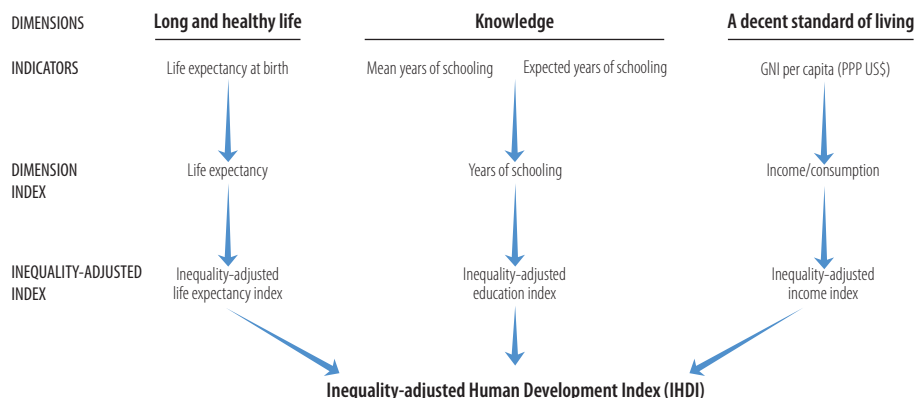 DIMENSIONS Long and healthy life Knowledge A decent standard of living
INDICATORS Life expectancy at birth Mean years of schooling Expected years of schooling GNI per capita (PPP US$)
DIMENSION
INDEX
Life expectancy Years of schooling Income/consumption
INEQUALITY-ADJUSTED
INDEX
Inequality-adjusted
life expectancy index
Inequality-adjusted
education index
Inequality-adjusted
income index
Inequality-adjusted Human Development Index (IHDI)